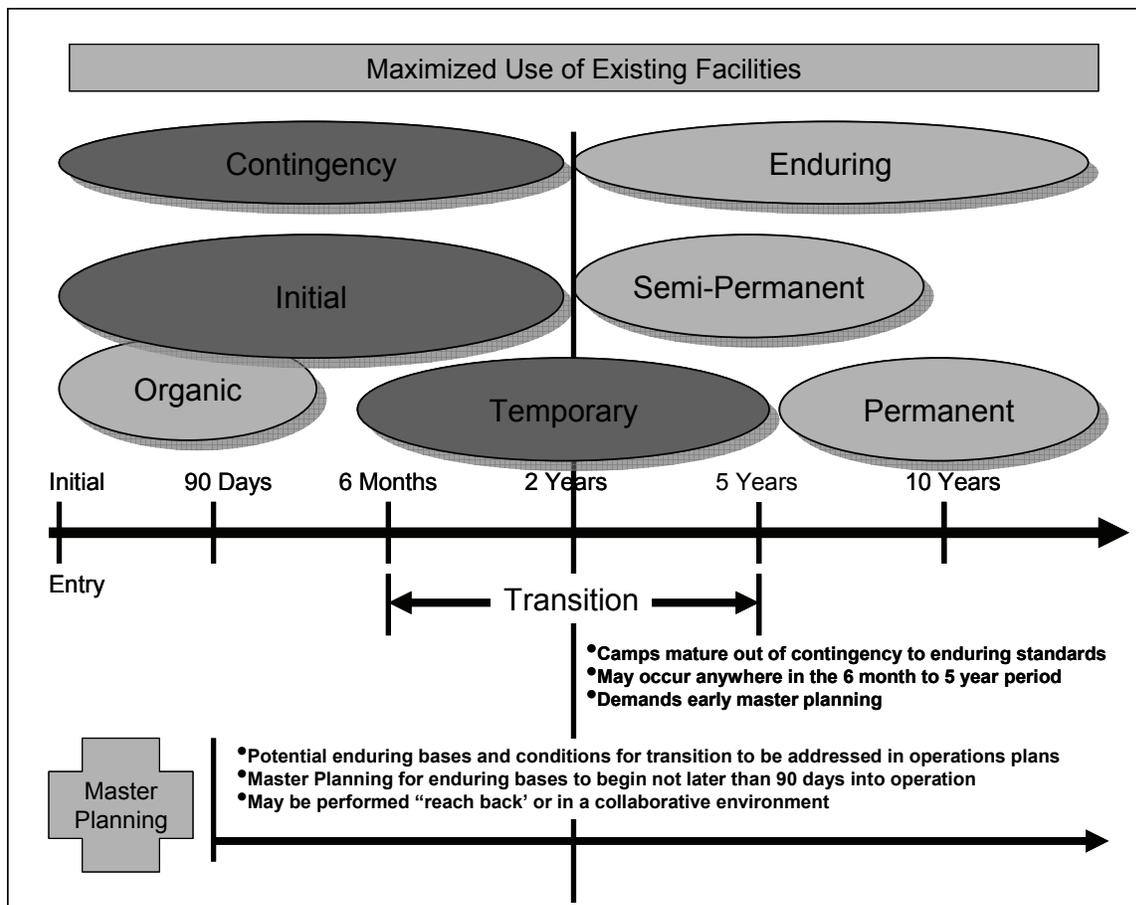 Maximized Use of Existing Facilities
Contingency
Enduring
Initial
Semi-Permanent
Organic
Temporary
Permanent
Initial
90 Days
6 Months
2 Years
5 Years
10 Years
Entry
Transition
•Camps mature out of contingency to enduring standards
•May occur anywhere in the 6 month to 5 year period
•Demands early master planning
Master
Planning
•Potential enduring bases and conditions for transition to be addressed in operations plans
•Master Planning for enduring bases to begin not later than 90 days into operation
•May be performed “reach back’ or in a collaborative environment